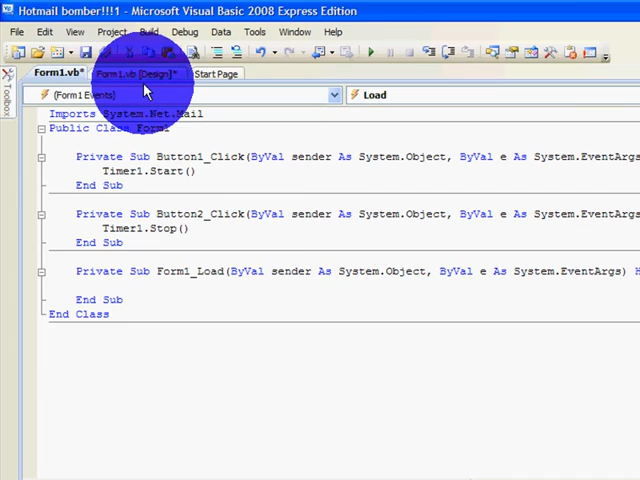 Hotmail bomber!!!1 - Microsoft Visual Basic 2008 Express Edition
File Edit View Project Build Debug Data Tools Window Help
Form1.vb* Form1.vb [Design]* Start Page
Toolbox
(Form1 Events) Load
Imports System.Net.Mail
Public Class Form1
Private Sub Button1_Click(ByVal sender As System.Object, ByVal e As System.EventArgs
Timer1.Start()
End Sub
Private Sub Button2_Click(ByVal sender As System.Object, ByVal e As System.EventArgs
Timer1.Stop()
End Sub
Private Sub Form1_Load(ByVal sender As System.Object, ByVal e As System.EventArgs) H
End Sub
End Class